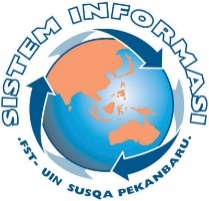 SISTEM INFORMASI
.FST- UIN SUSQA PEKANBARU.